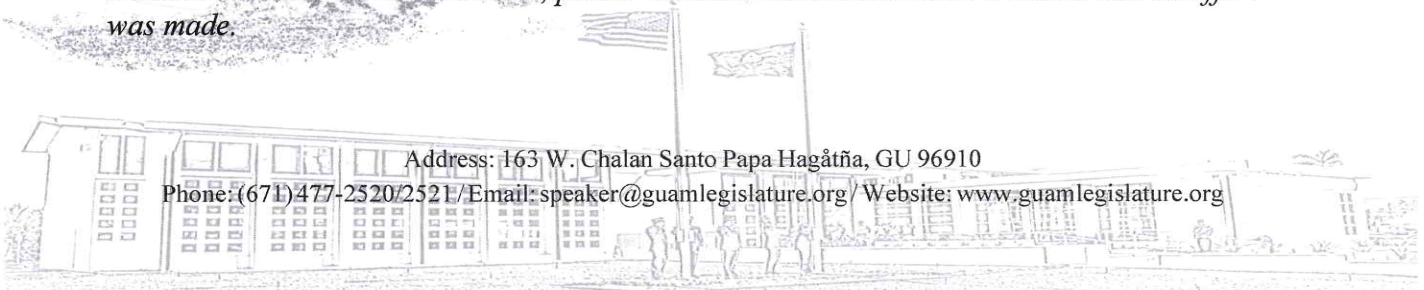 was made.
Address: 163 W. Chalan Santo Papa Hagåtña, GU 96910
Phone: (671)477-2520/2521 / Email: speaker@guamlegislature.org / Website: www.guamlegislature.org